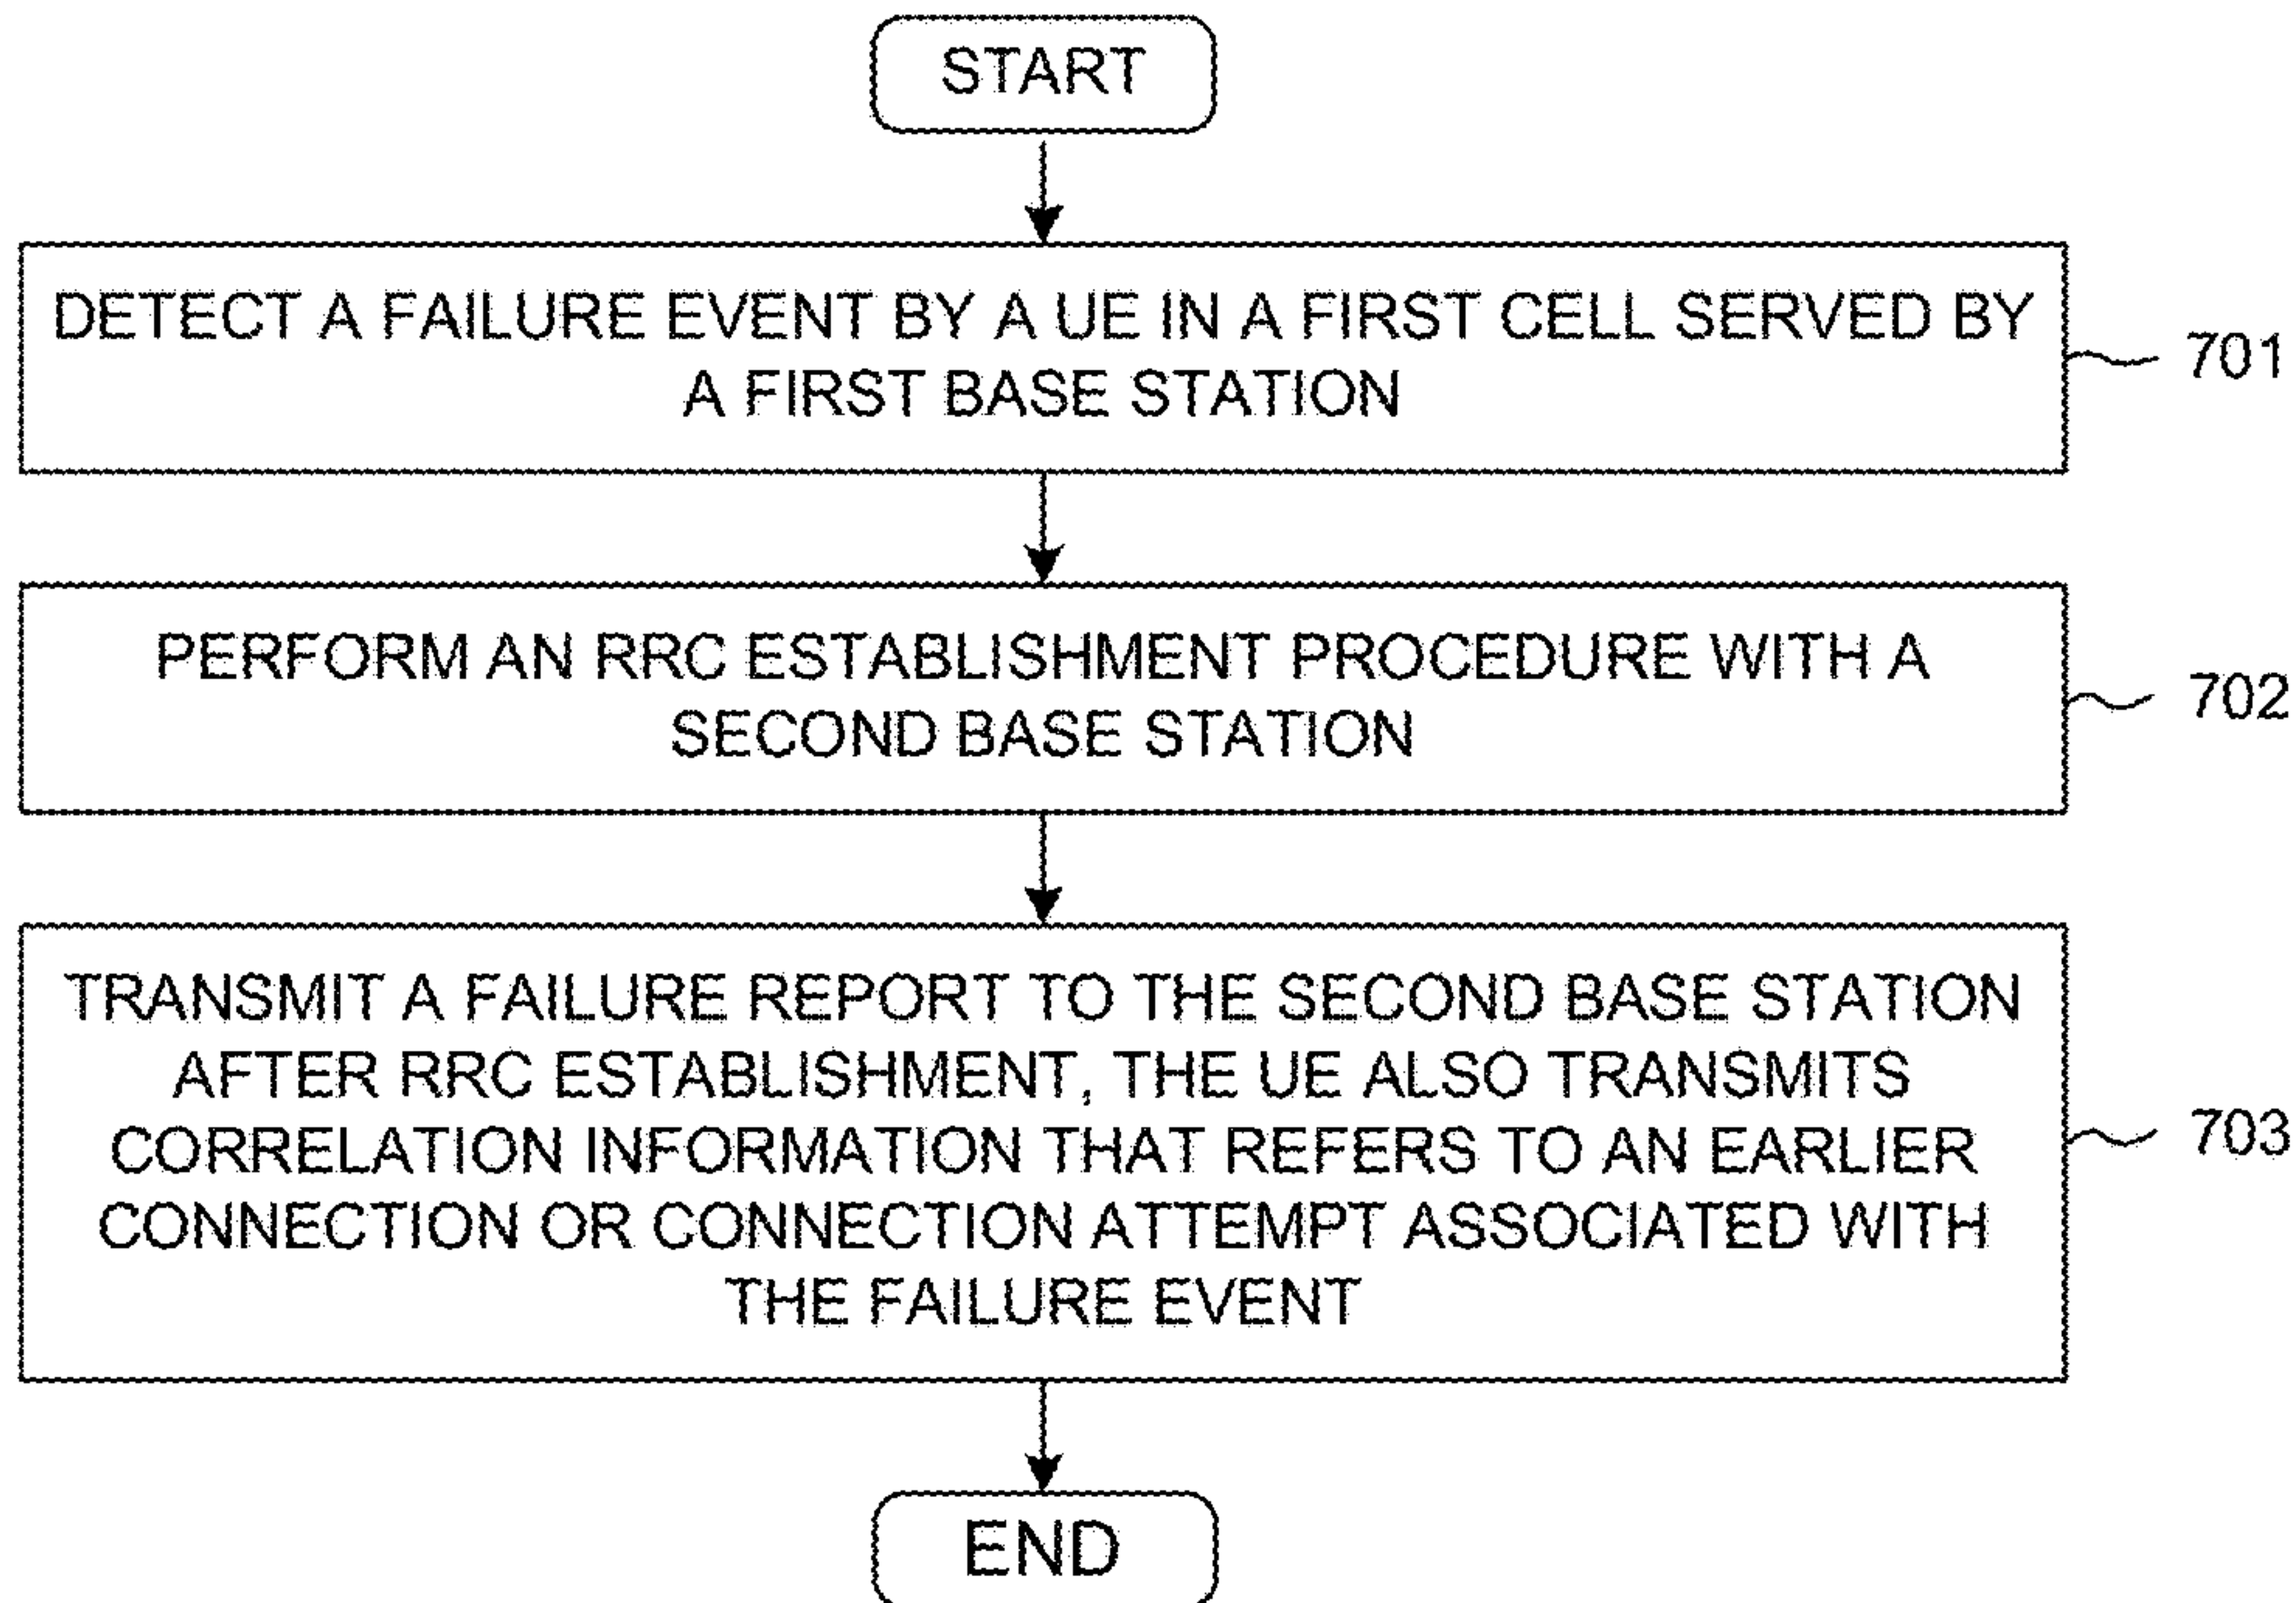 START
DETECT A FAILURE EVENT BY A UE IN A FIRST CELL SERVED BY
A FIRST BASE STATION
701
PERFORM AN RRC ESTABLISHMENT PROCEDURE WITH A
SECOND BASE STATION
702
TRANSMIT A FAILURE REPORT TO THE SECOND BASE STATION
AFTER RRC ESTABLISHMENT, THE UE ALSO TRANSMITS
CORRELATION INFORMATION THAT REFERS TO AN EARLIER
CONNECTION OR CONNECTION ATTEMPT ASSOCIATED WITH
THE FAILURE EVENT
703
END